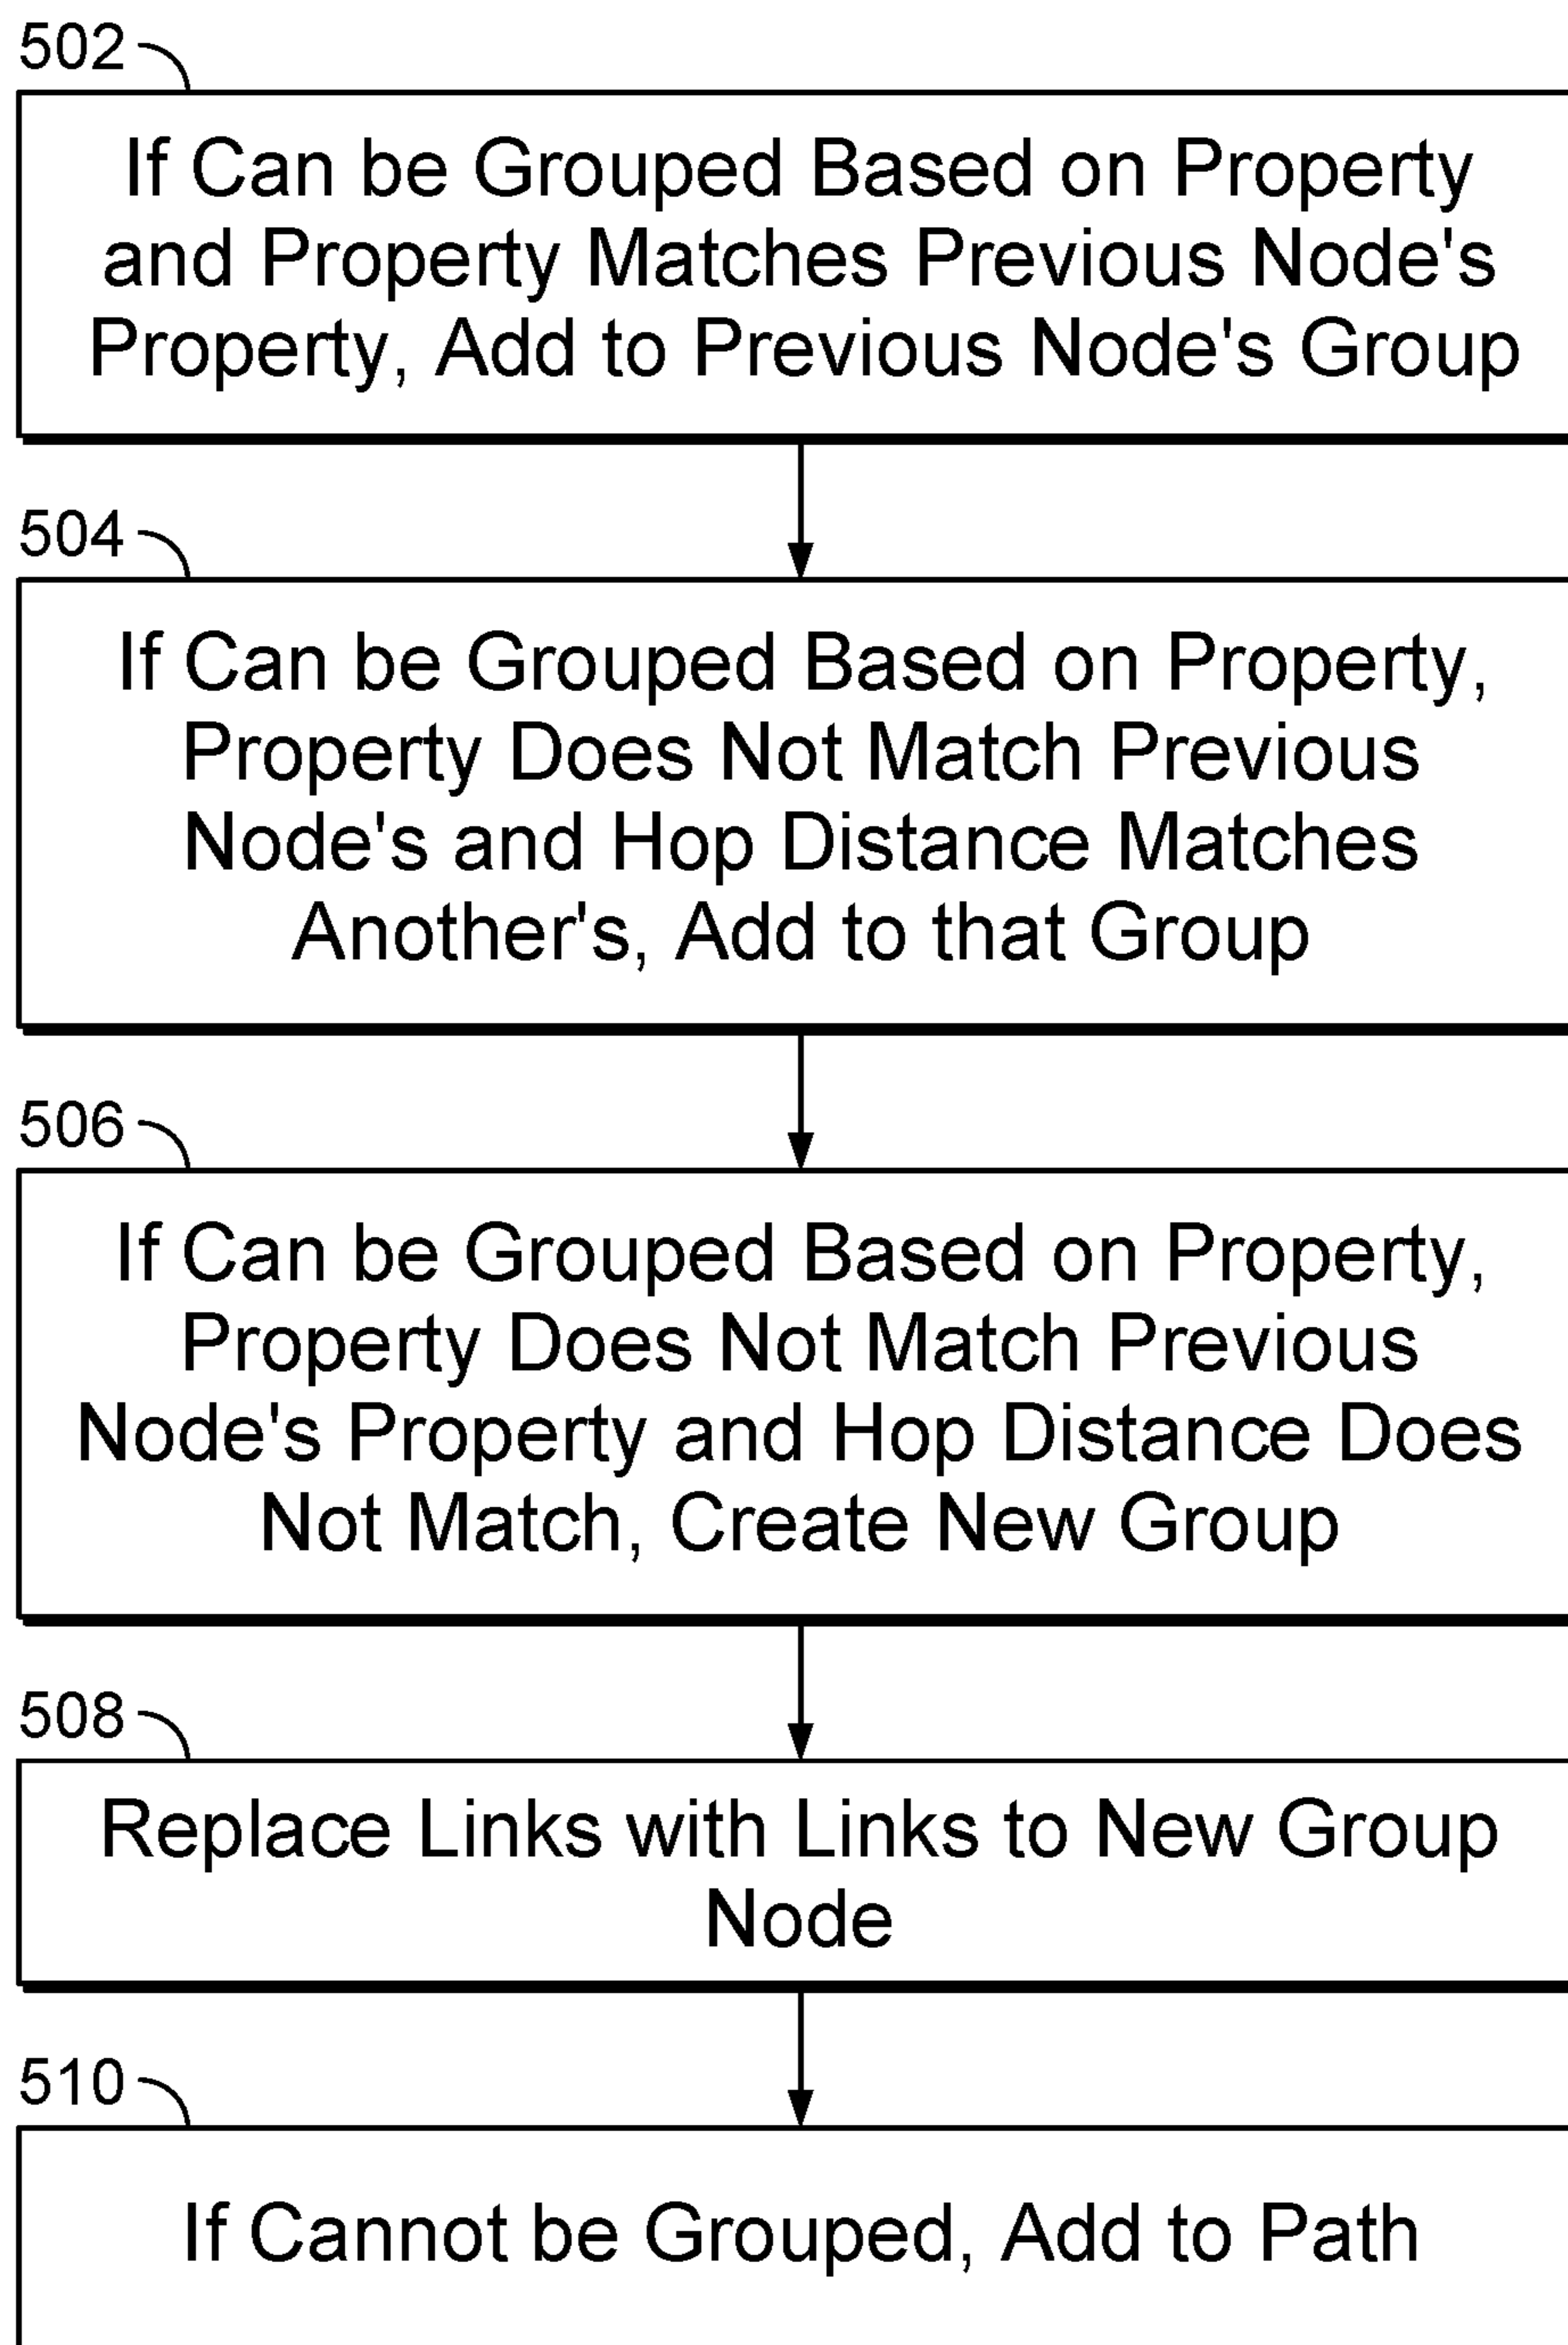 502
If Can be Grouped Based on Property
and Property Matches Previous Node's
Property, Add to Previous Node's Group
504
If Can be Grouped Based on Property,
Property Does Not Match Previous
Node's and Hop Distance Matches
Another's, Add to that Group
506
If Can be Grouped Based on Property,
Property Does Not Match Previous
Node's Property and Hop Distance Does
Not Match, Create New Group
508
Replace Links with Links to New Group
Node
510
If Cannot be Grouped, Add to Path